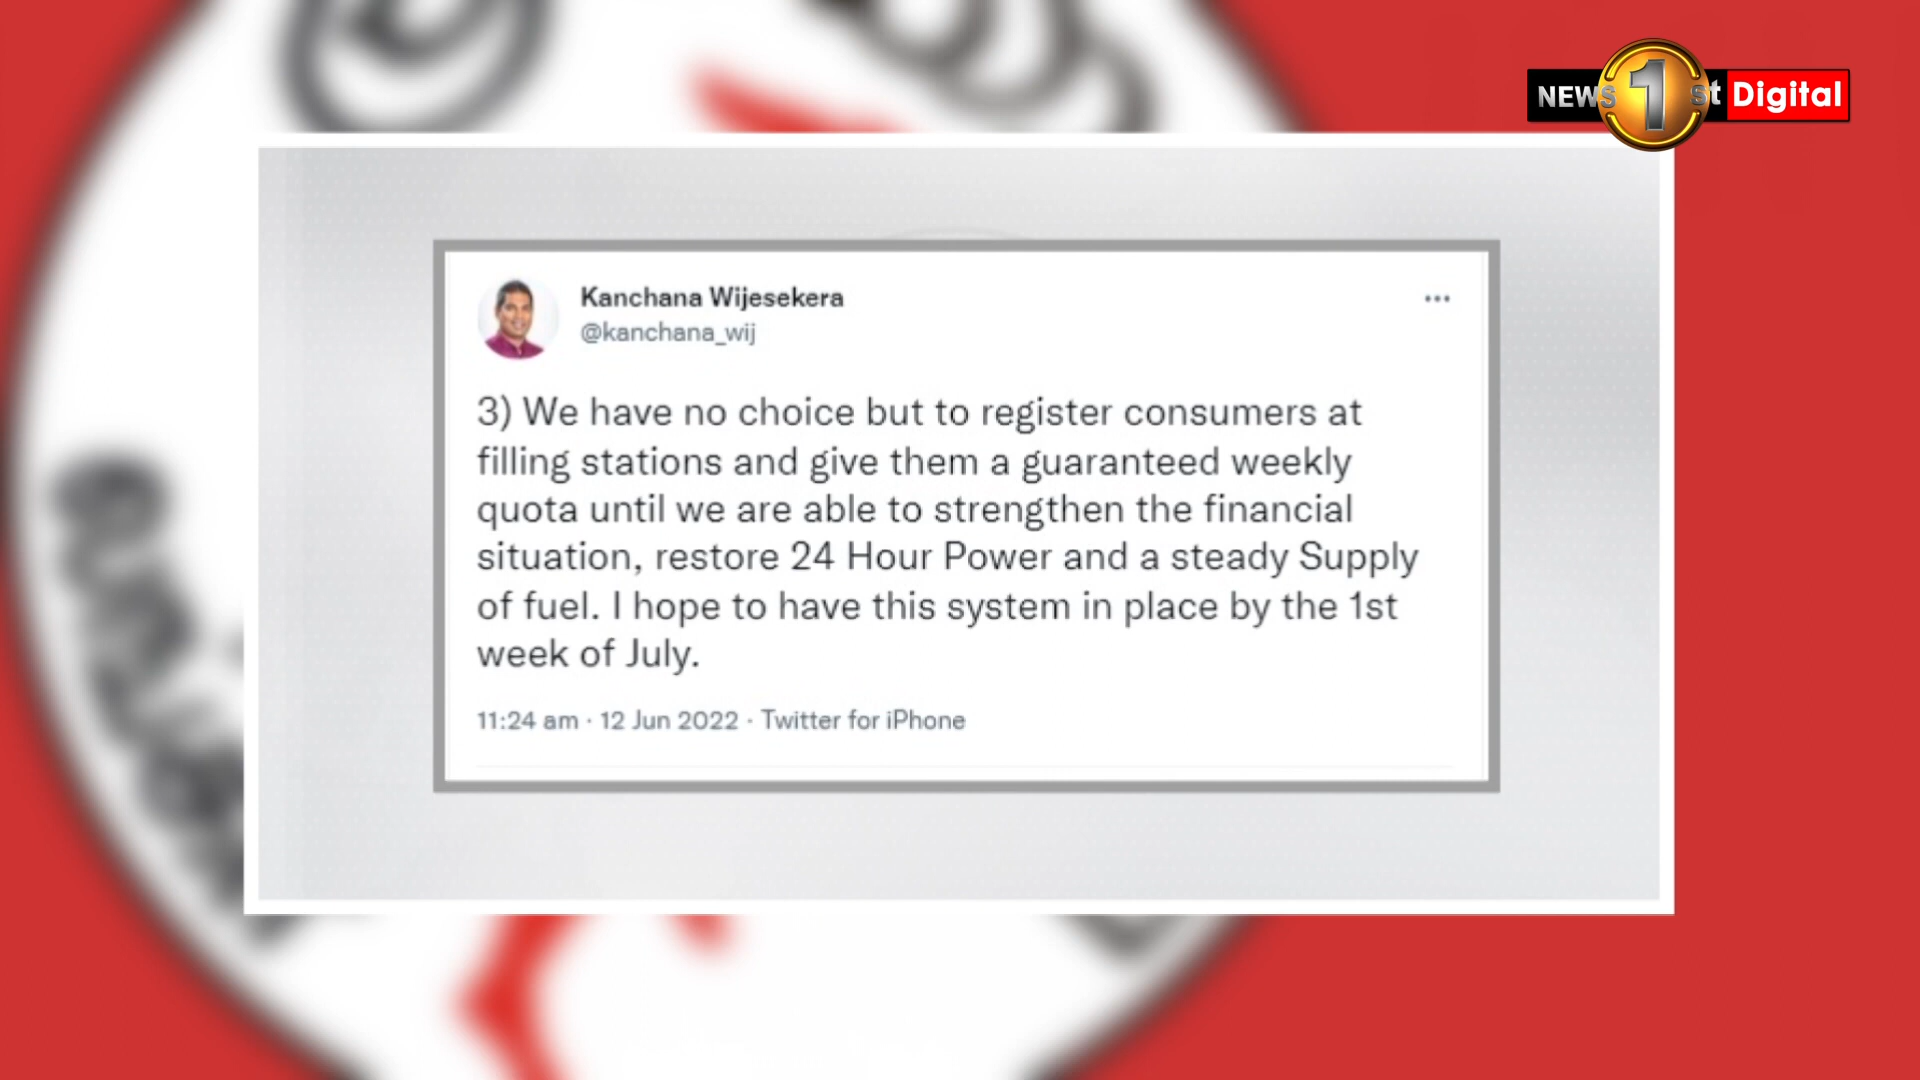 NEWS 1st Digital
Kanchana Wijesekera
@kanchana_wij
3) We have no choice but to register consumers at
filling stations and give them a guaranteed weekly
quota until we are able to strengthen the financial
situation, restore 24 Hour Power and a steady Supply
of fuel. I hope to have this system in place by the 1st
week of July.
11:24 am · 12 Jun 2022 · Twitter for iPhone